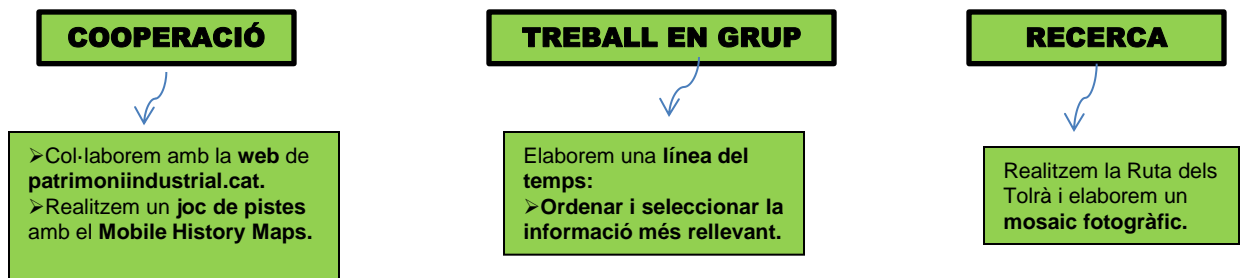 COOPERACIÓ
➢Col·laborem amb la web de
patrimoniindustrial.cat.
➢Realitzem un joc de pistes
amb el Mobile History Maps.
TREBALL EN GRUP
Elaborem una línea del
temps:
➢Ordenar i seleccionar la
informació més rellevant.
RECERCA
Realitzem la Ruta dels
Tolrà i elaborem un
mosaic fotogràfic.